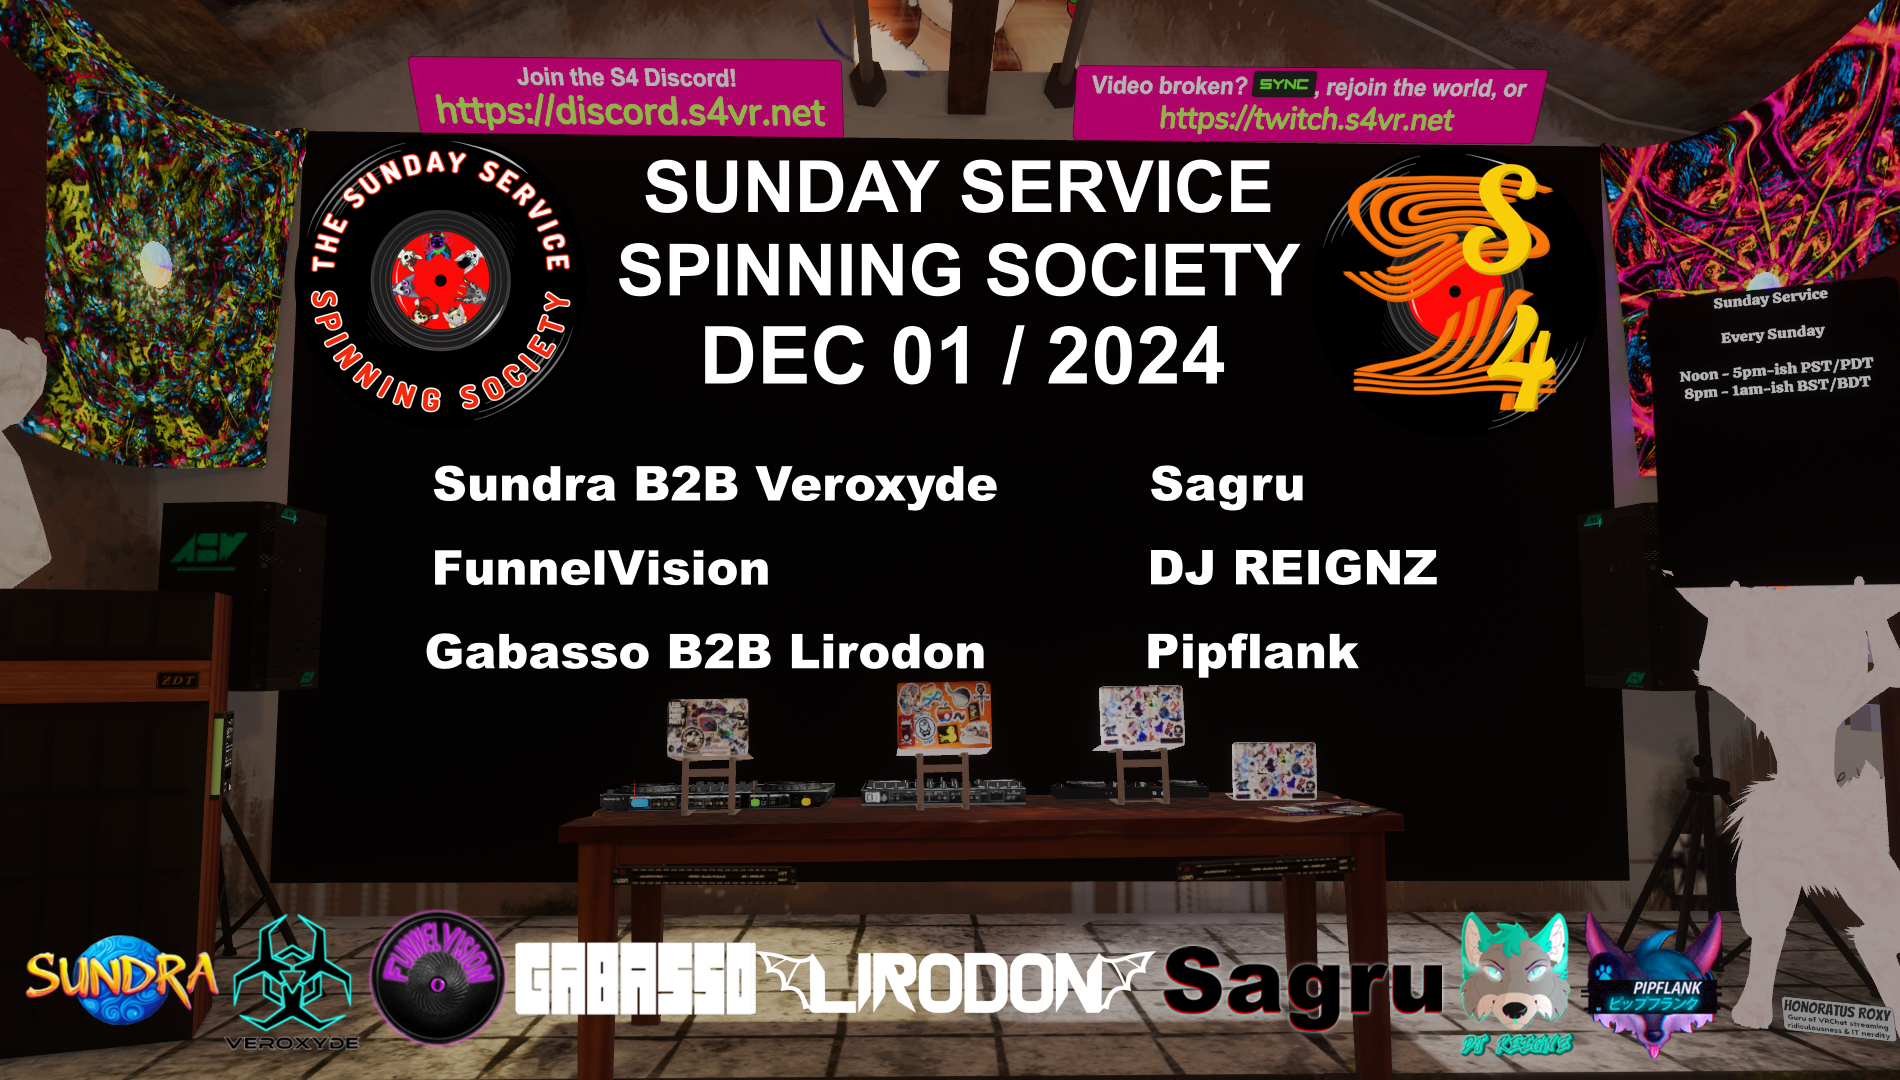 Join the S4 Discord!
https://discord.s4vr.net
Video broken? SYNC, rejoin the world, or
https://twitch.s4vr.net
THE SUNDAY SERVICE
SPINNING SOCIETY
SUNDAY SERVICE
SPINNING SOCIETY
DEC 01 / 2024
S4
Sunday Service
Every Sunday
Noon - 5pm-ish PST/PDT
8pm - 1am-ish BST/BDT
Sundra B2B Veroxyde
Sagru
FunnelVision
DJ REIGNZ
Gabasso B2B Lirodon
Pipflank
ZDT
SUNDRA
VEROXYDE
FUNNELVISION
GABASSO
LIRODON
Sagru
DJ REIGNZ
PIPFLANK
ピップフランク
HONORATUS ROXY
Guru of VRChat streaming
ridiculousness & IT nerdity